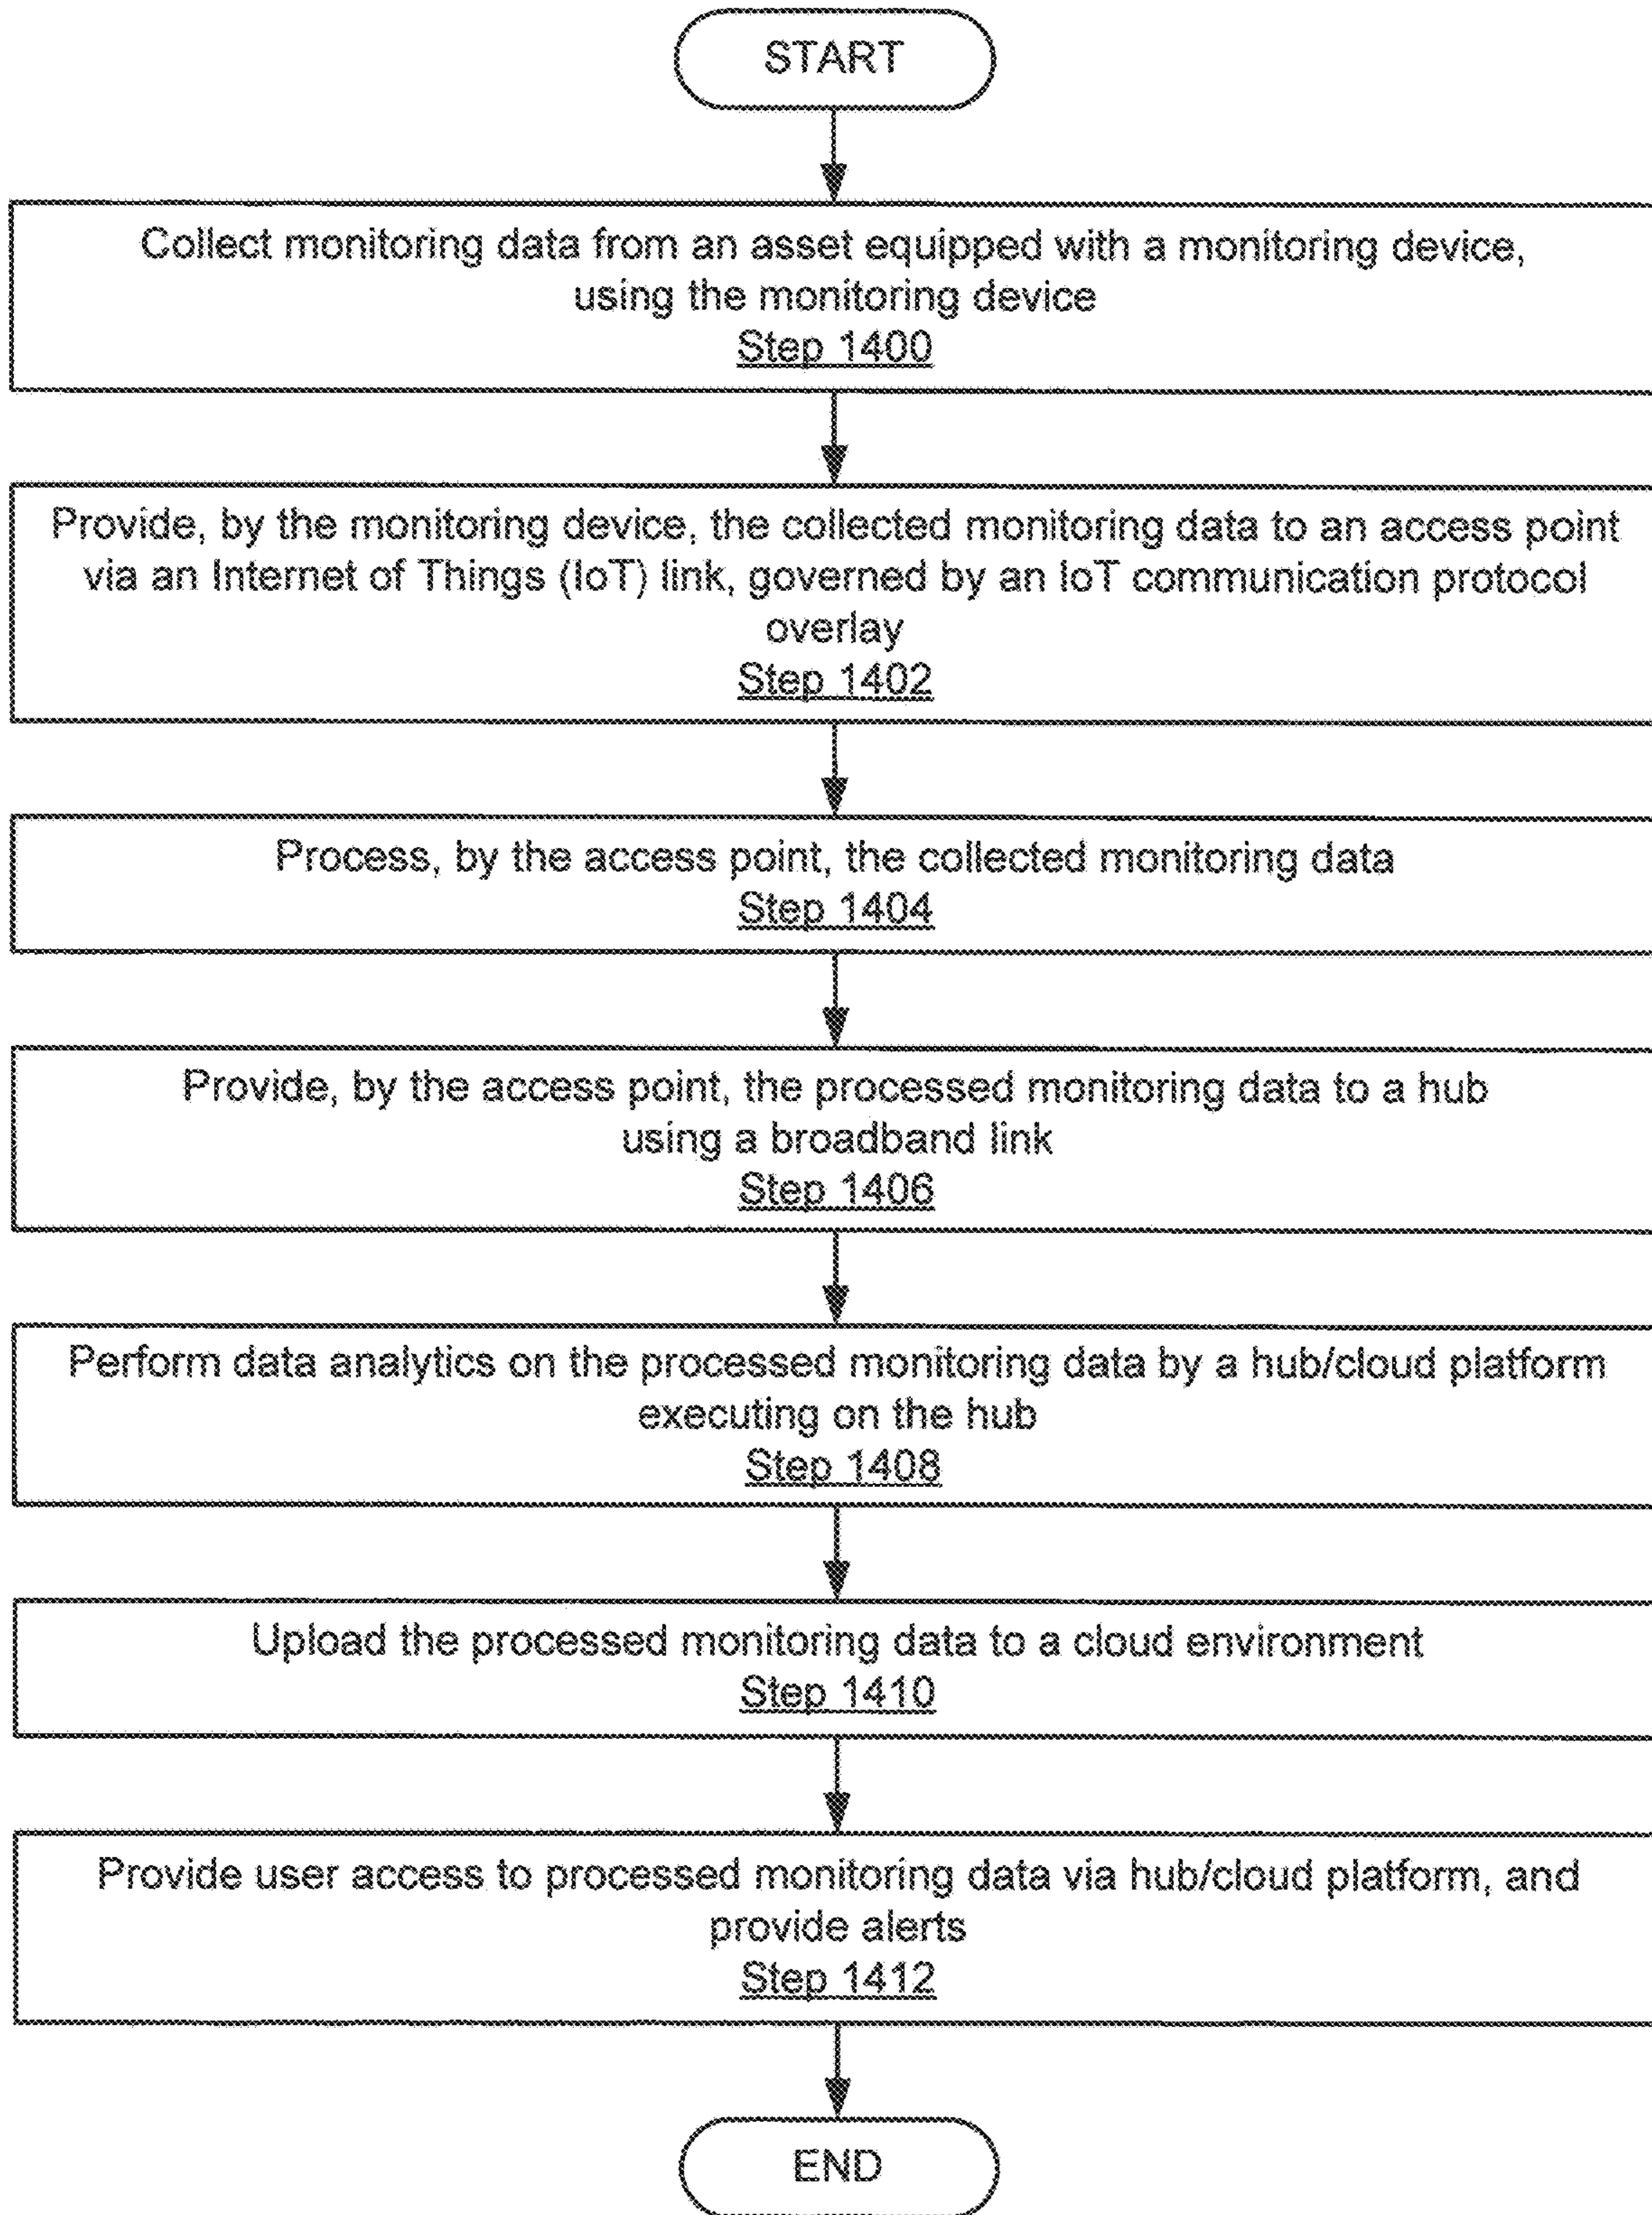 START
Collect monitoring data from an asset equipped with a monitoring device,
using the monitoring device
Step 1400
Provide, by the monitoring device, the collected monitoring data to an access point
via an Internet of Things (IoT) link, governed by an IoT communication protocol
overlay
Step 1402
Process, by the access point, the collected monitoring data
Step 1404
Provide, by the access point, the processed monitoring data to a hub
using a broadband link
Step 1406
Perform data analytics on the processed monitoring data by a hub/cloud platform
executing on the hub
Step 1408
Upload the processed monitoring data to a cloud environment
Step 1410
Provide user access to processed monitoring data via hub/cloud platform, and
provide alerts
Step 1412
END